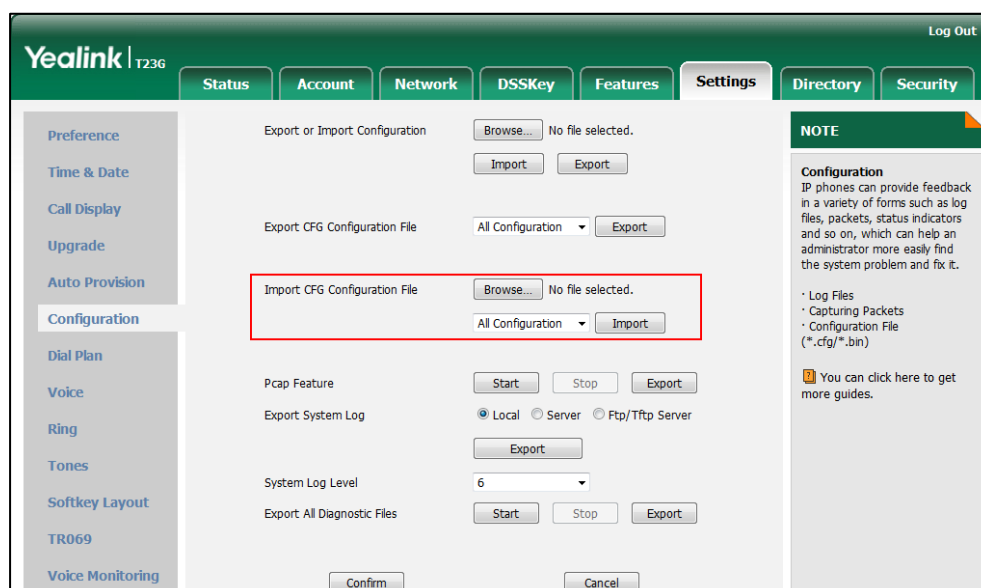 Log Out
Yealink | T23G
Status Account Network DSSKey Features Settings Directory Security
Preference
Time & Date
Call Display
Upgrade
Auto Provision
Configuration
Dial Plan
Voice
Ring
Tones
Softkey Layout
TR069
Voice Monitoring
Export or Import Configuration Browse... No file selected.
Import Export
Export CFG Configuration File All Configuration Export
Import CFG Configuration File Browse... No file selected.
All Configuration Import
Pcap Feature Start Stop Export
Export System Log Local Server Ftp/Tftp Server
Export
System Log Level 6
Export All Diagnostic Files Start Stop Export
Confirm Cancel
NOTE
Configuration
IP phones can provide feedback
in a variety of forms such as log
files, packets, status indicators
and so on, which can help an
administrator more easily find
the system problem and fix it.
· Log Files
· Capturing Packets
· Configuration File
(*.cfg/*.bin)
? You can click here to get
more guides.